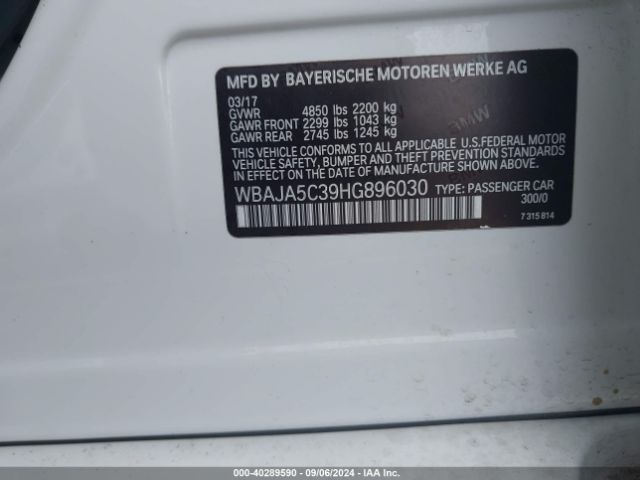 MFD BY BAYERISCHE MOTOREN WERKE AG
03/17
GVWR 4850 lbs 2200 kg
GAWR FRONT 2299 lbs 1043 kg
GAWR REAR 2745 lbs 1245 kg
THIS VEHICLE CONFORMS TO ALL APPLICABLE U.S.FEDERAL MOTOR
VEHICLE SAFETY, BUMPER AND THEFT PREVENTION STANDARDS
IN EFFECT ON THE DATE OF MANUFACTURE SHOWN ABOVE.
WBAJA5C39HG896030 TYPE: PASSENGER CAR
300/0
7 315 814
000-40289590 - 09/06/2024 - IAA Inc.